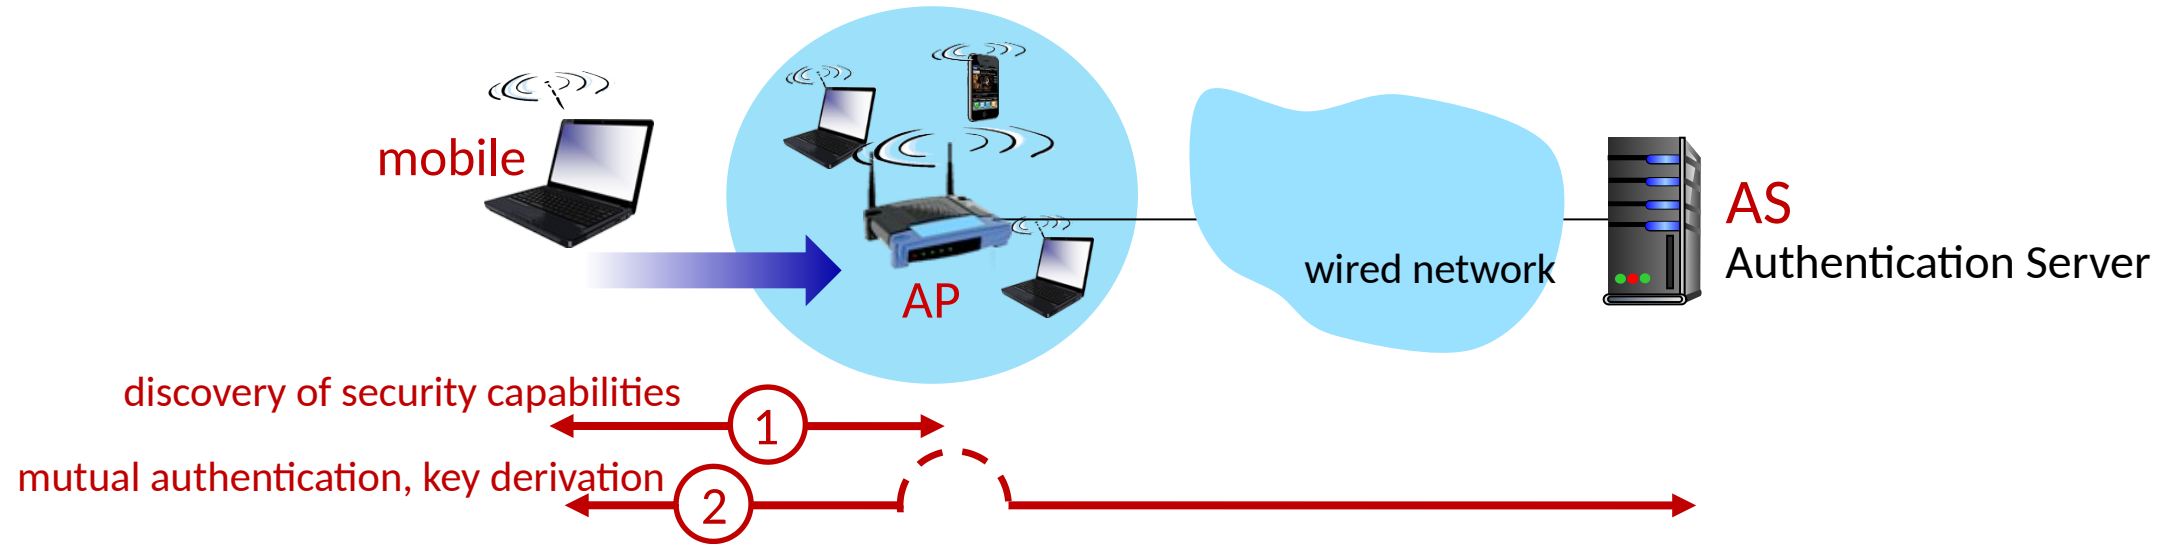 mobile
AP
wired network
AS
Authentication Server
discovery of security capabilities
1
mutual authentication, key derivation
2